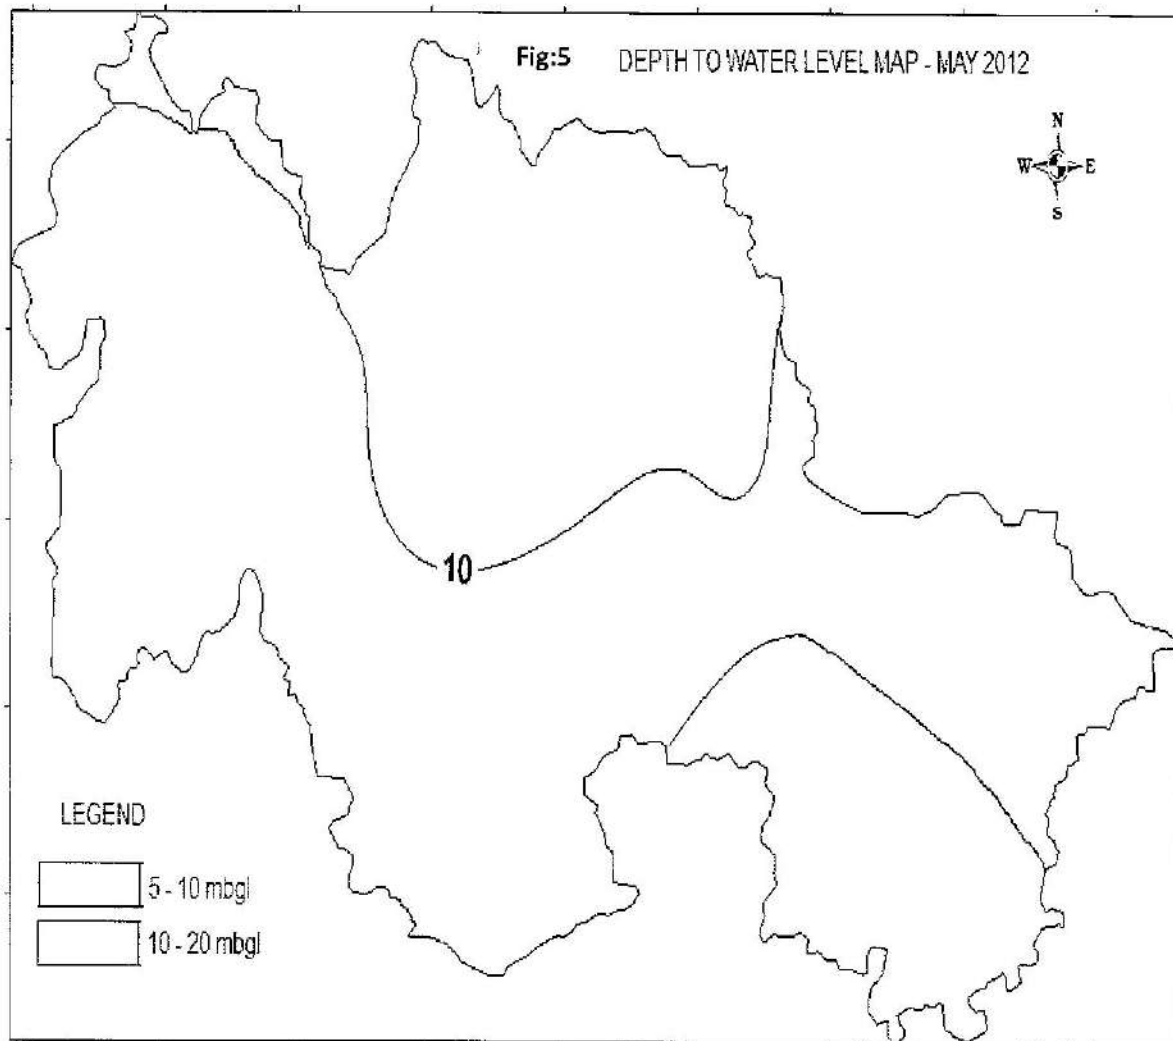 Fig:5 DEPTH TO WATER LEVEL MAP - MAY 2012
N
W E
S
10
LEGEND
5 - 10 mbgl
10 - 20 mbgl